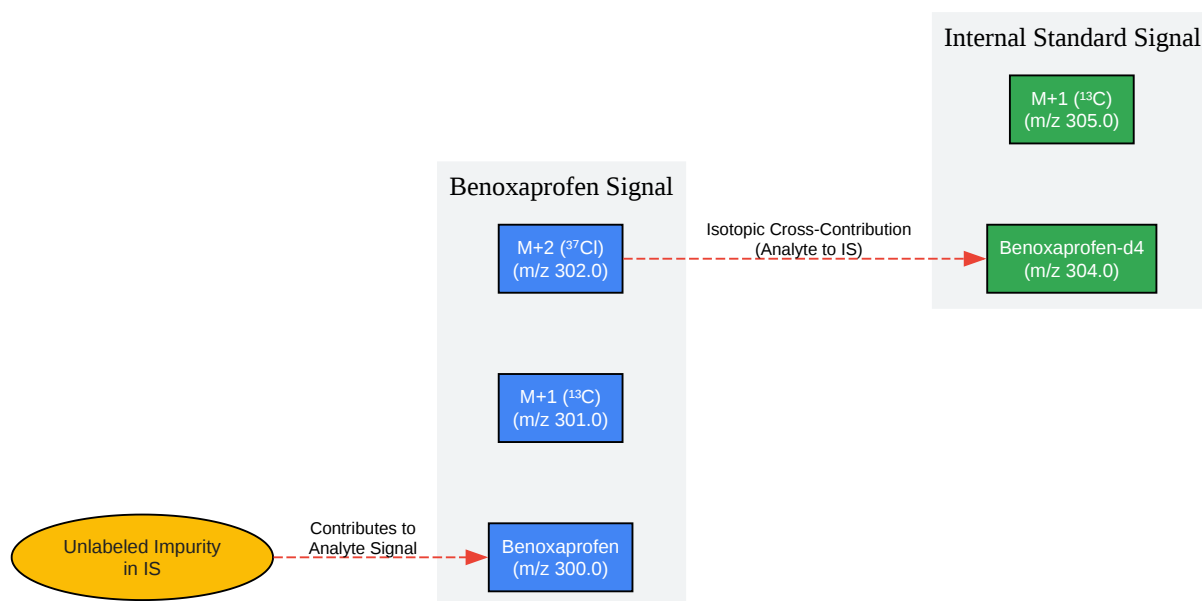 Internal Standard Signal
M+1 (¹³C)
(m/z 305.0)
Benoxaprofen Signal
M+2 (³⁷Cl)
(m/z 302.0)
Isotopic Cross-Contribution
(Analyte to IS)
Benoxaprofen-d4
(m/z 304.0)
M+1 (¹³C)
(m/z 301.0)
Unlabeled Impurity
in IS
Contributes to
Analyte Signal
Benoxaprofen
(m/z 300.0)